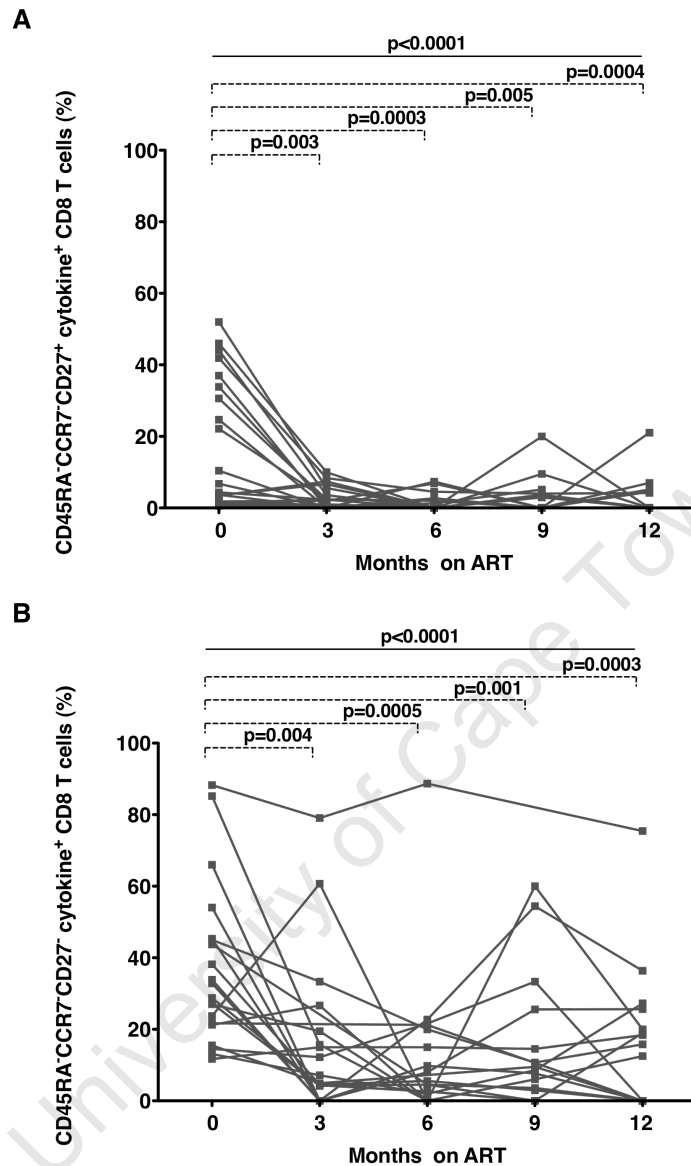 A
p<0.0001
p=0.0004
p=0.005
p=0.0003
p=0.003
CD45RA⁻CCR7⁻CD27⁺ cytokine⁺ CD8 T cells (%)
100
80
60
40
20
0
0 3 6 9 12
Months on ART
B
p<0.0001
p=0.0003
p=0.001
p=0.0005
p=0.004
CD45RA⁻CCR7⁻CD27⁻ cytokine⁺ CD8 T cells (%)
100
80
60
40
20
0
0 3 6 9 12
Months on ART
University of Cape Tow